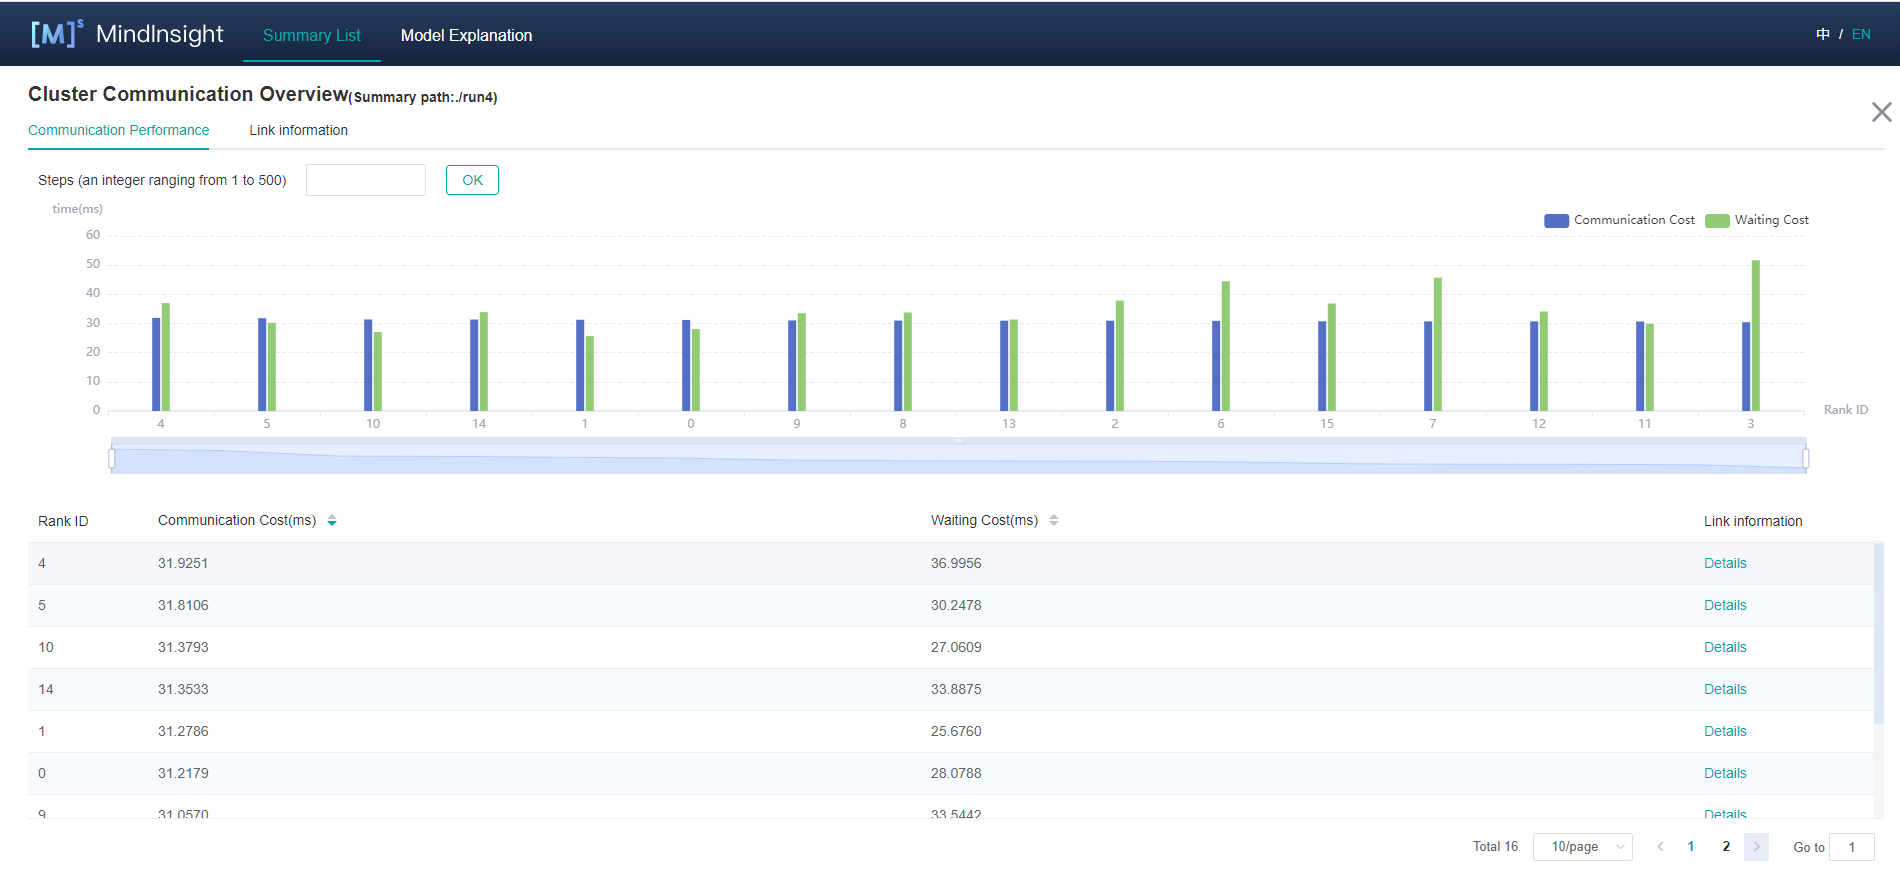 [M]s MindInsight Summary List Model Explanation 中 / EN
Cluster Communication Overview(Summary path:./run4)
Communication Performance Link information
Steps (an integer ranging from 1 to 500) OK
time(ms)
Communication Cost Waiting Cost
60
50
40
30
20
10
0
4 5 10 14 1 0 9 8 13 2 6 15 7 12 11 3
Rank ID
Rank ID Communication Cost(ms) Waiting Cost(ms) Link information
4 31.9251 36.9956 Details
5 31.8106 30.2478 Details
10 31.3793 27.0609 Details
14 31.3533 33.8875 Details
1 31.2786 25.6760 Details
0 31.2179 28.0788 Details
9 31.0570 33.5442 Details
Total 16 10/page < 1 2 > Go to 1